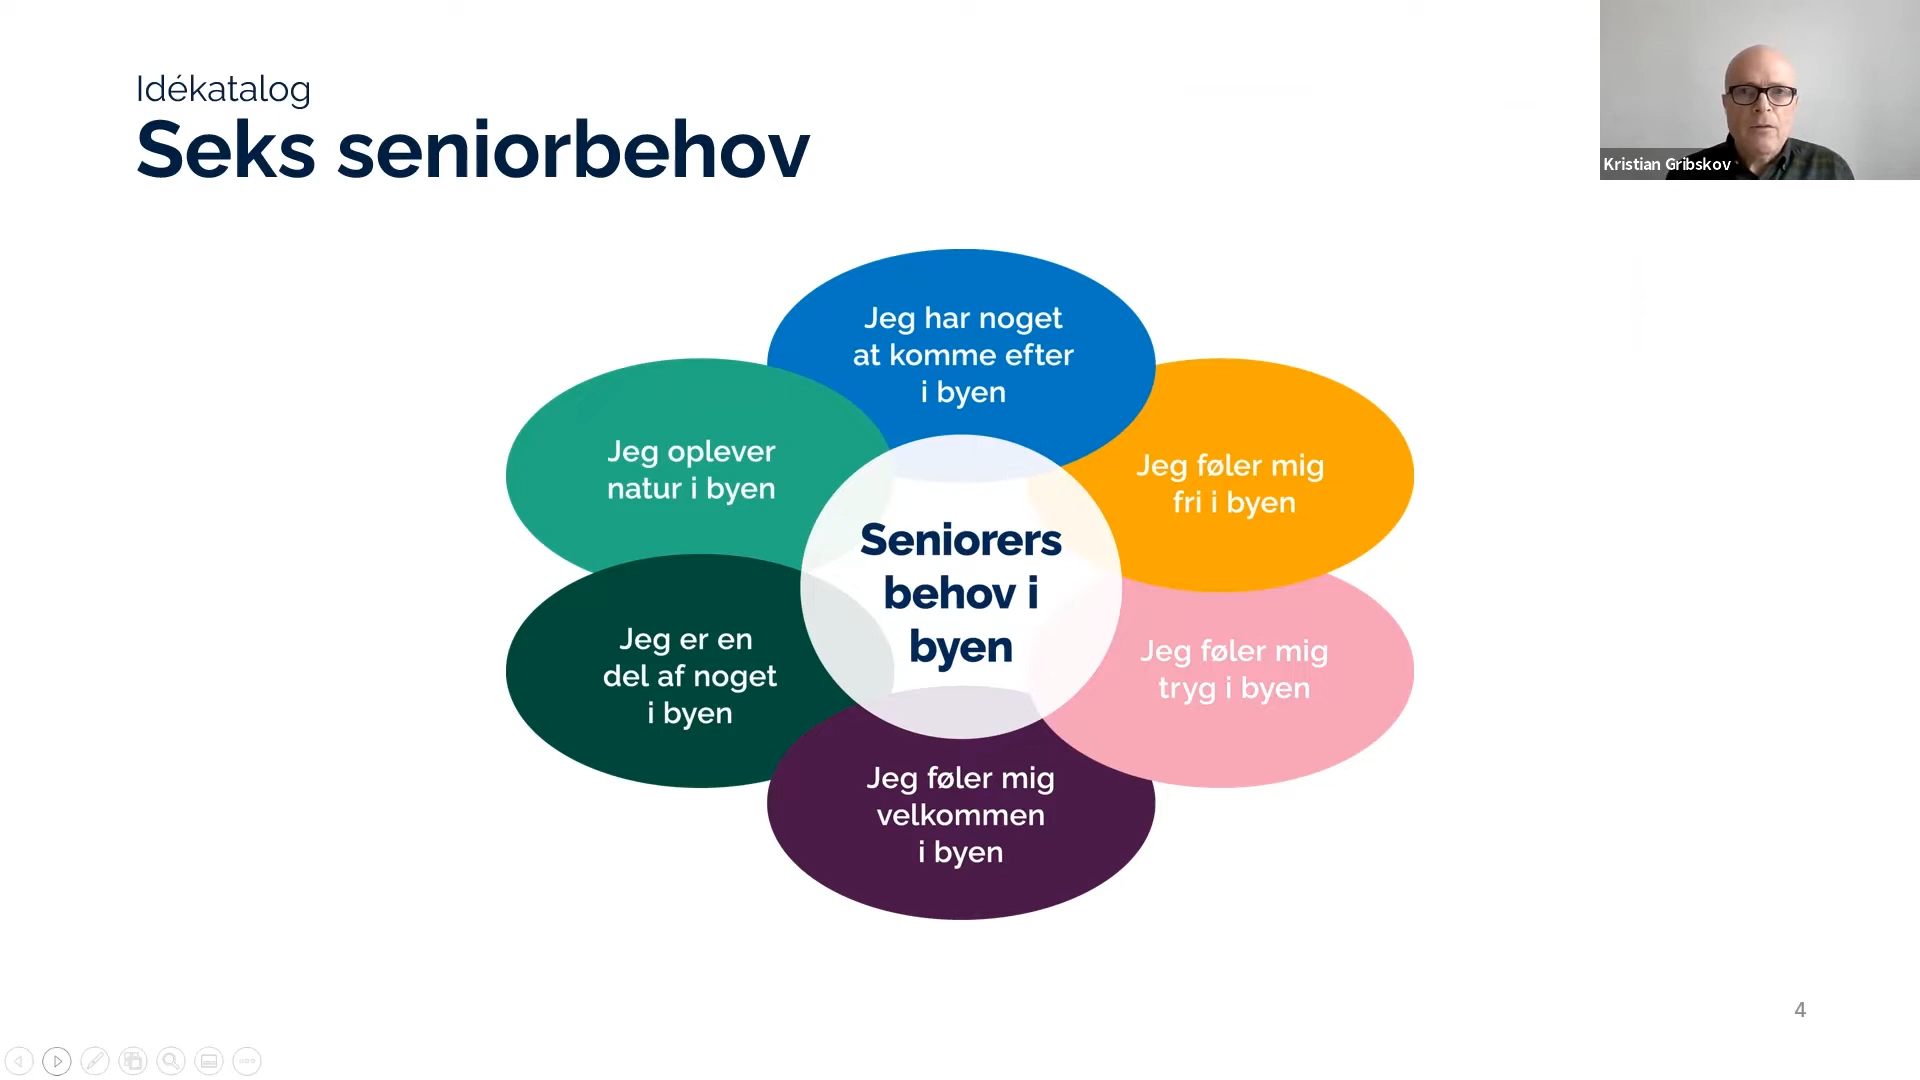 Idékatalog
Seks seniorbehov
Kristian Gribskov
Jeg har noget
at komme efter
i byen
Jeg oplever
natur i byen
Jeg føler mig
fri i byen
Seniorers
behov i
byen
Jeg er en
del af noget
i byen
Jeg føler mig
tryg i byen
Jeg føler mig
velkommen
i byen
4